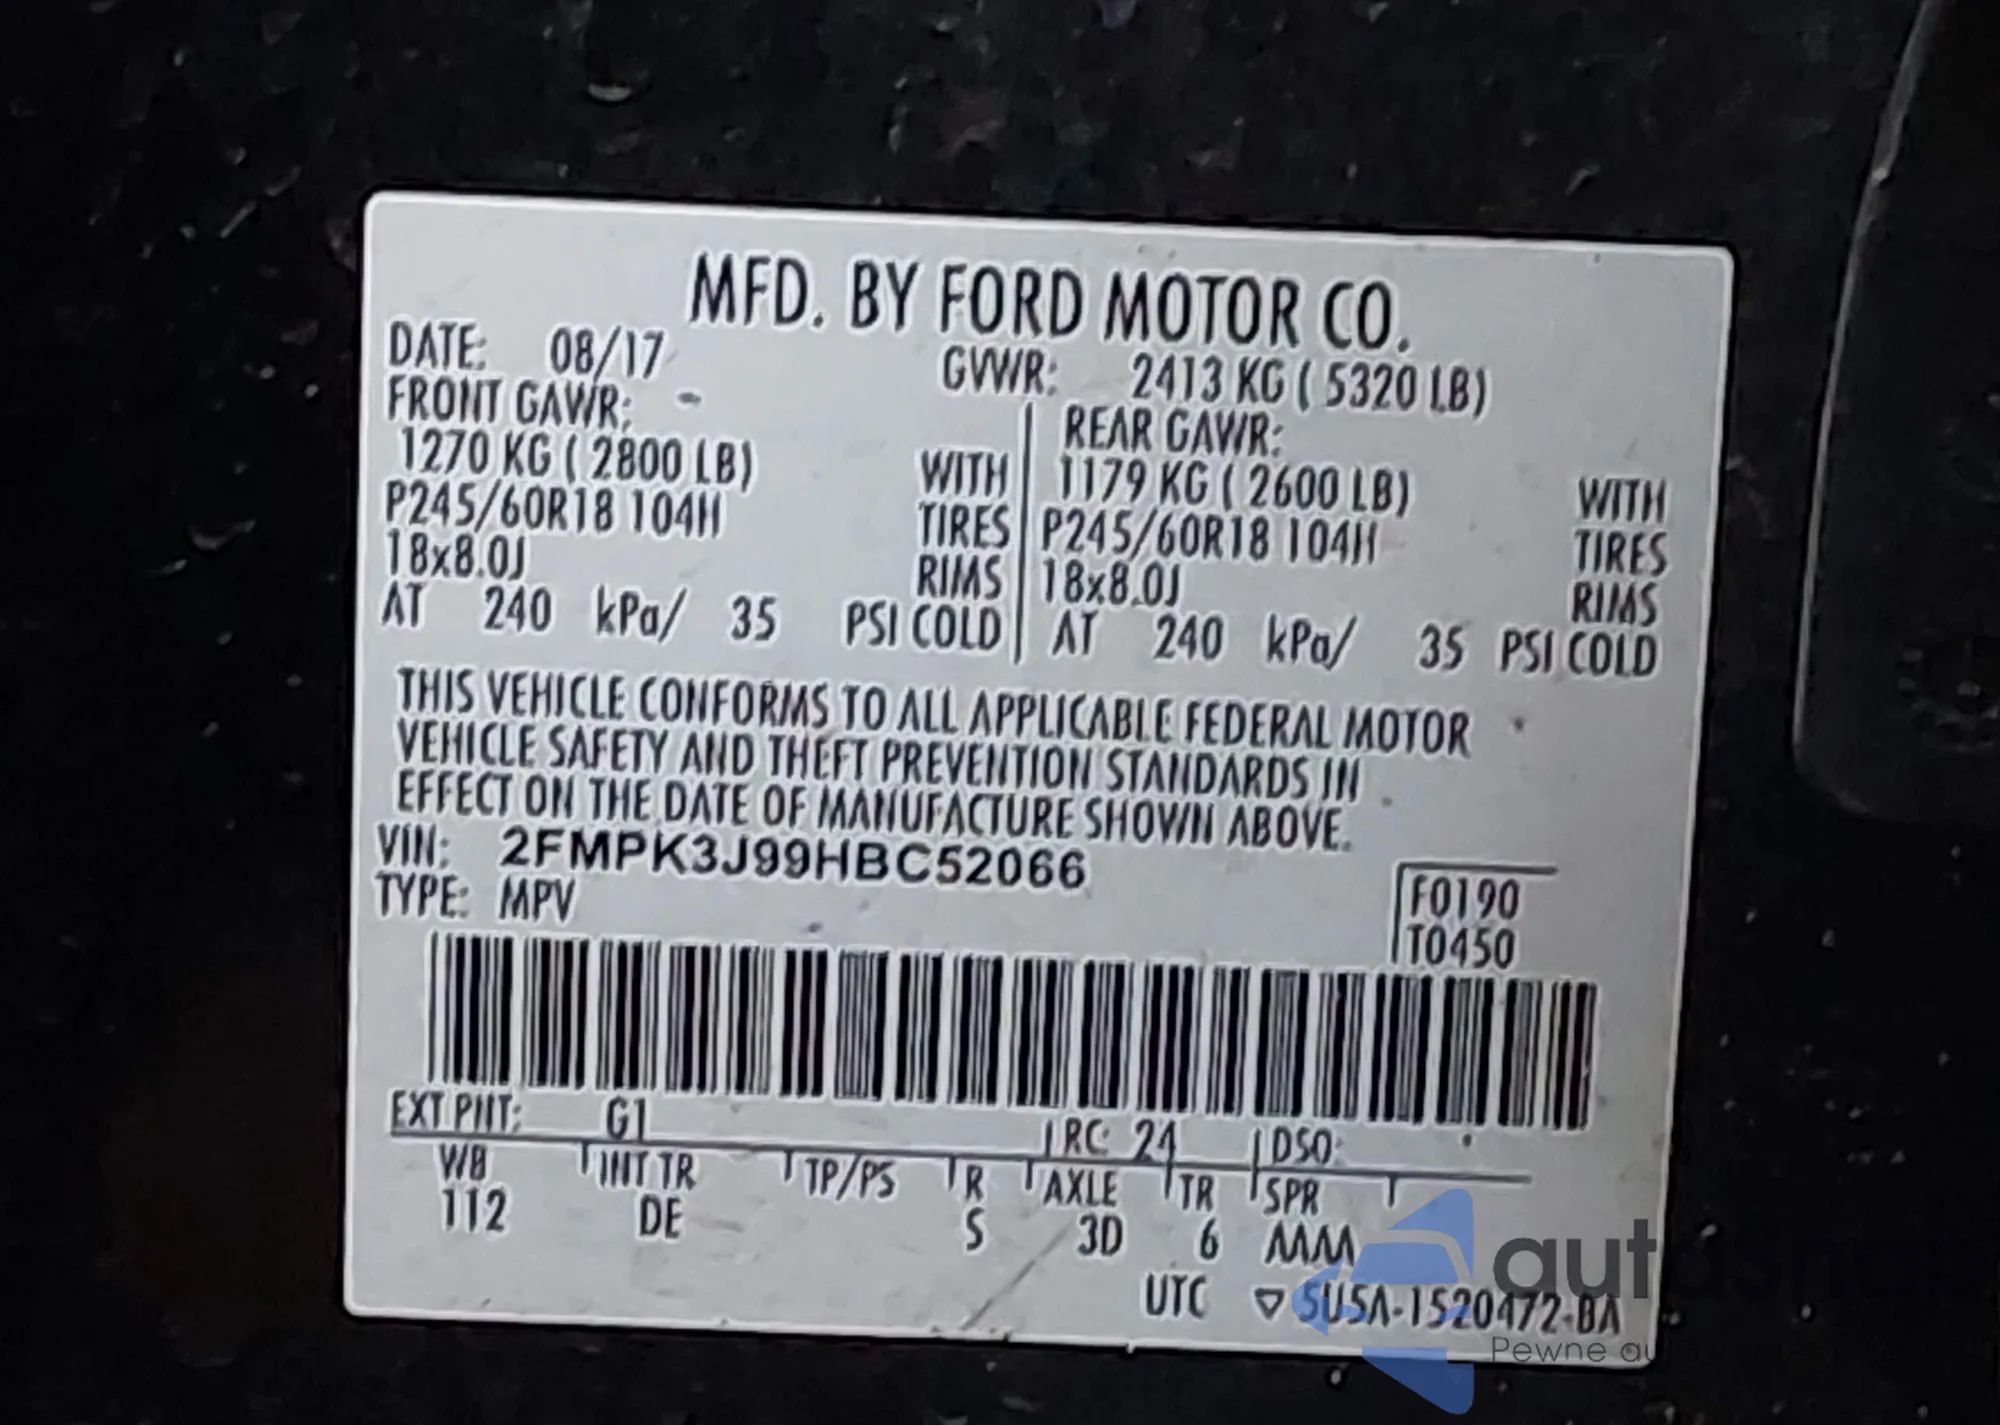 MFD. BY FORD MOTOR CO.
DATE: 08/17 GVWR: 2413 KG ( 5320 LB)
FRONT GAWR: REAR GAWR:
1270 KG ( 2800 LB) WITH 1179 KG ( 2600 LB) WITH
P245/60R18 104H TIRES P245/60R18 104H TIRES
18x8.0J RIMS 18x8.0J RIMS
AT 240 kPa/ 35 PSI COLD AT 240 kPa/ 35 PSI COLD
THIS VEHICLE CONFORMS TO ALL APPLICABLE FEDERAL MOTOR
VEHICLE SAFETY AND THEFT PREVENTION STANDARDS IN
EFFECT ON THE DATE OF MANUFACTURE SHOWN ABOVE.
VIN: 2FMPK3J99HBC52066
TYPE: MPV F0190
T0450
EXT PNT: G1 RC: 24 DSO:
WB INT TR TP/PS R AXLE TR SPR
112 DE S 3D 6 AAAA
UTC ▽ 5U5A-1520472-BA
Pewne